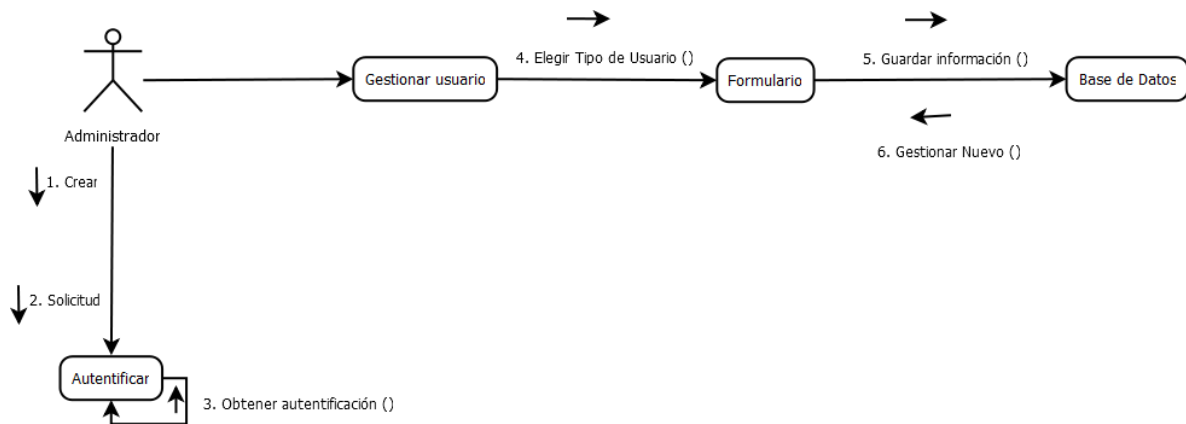 4. Elegir Tipo de Usuario ()
5. Guardar información ()
Gestionar usuario
Formulario
Base de Datos
Administrador
6. Gestionar Nuevo ()
1. Crear
2. Solicitud
Autentificar
3. Obtener autentificación ()